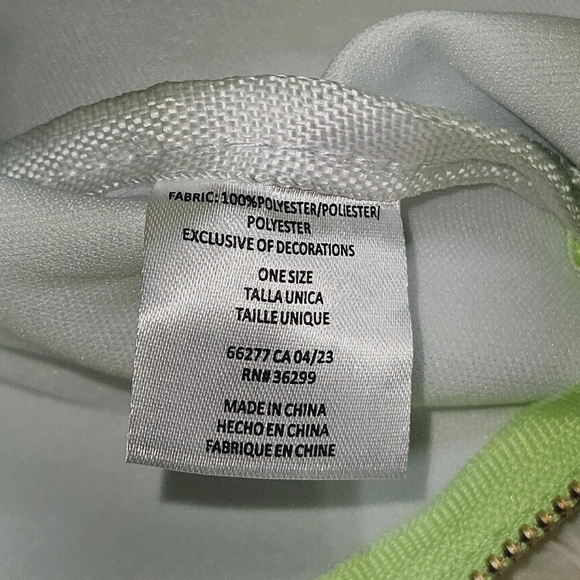 FABRIC: 100%POLYESTER/POLIESTER/
POLYESTER
EXCLUSIVE OF DECORATIONS
ONE SIZE
TALLA UNICA
TAILLE UNIQUE
66277 CA 04/23
RN# 36299
MADE IN CHINA
HECHO EN CHINA
FABRIQUE EN CHINE